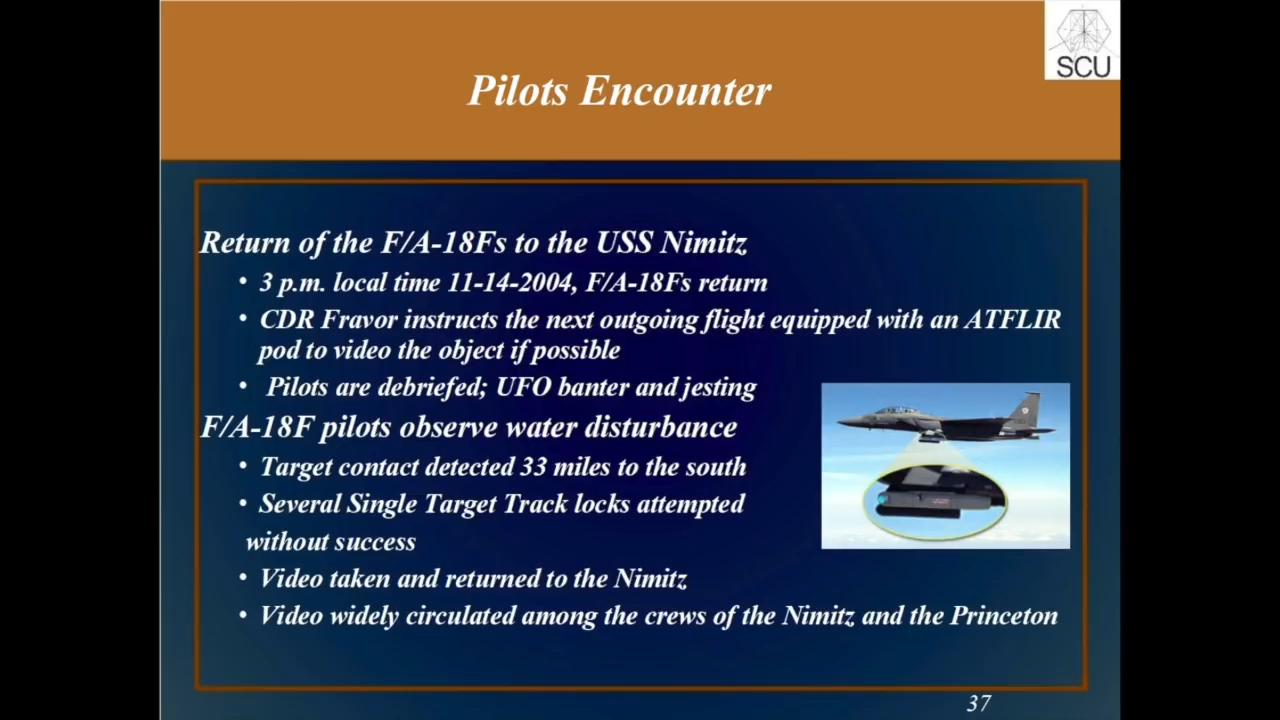 SCU
Pilots Encounter
Return of the F/A-18Fs to the USS Nimitz
• 3 p.m. local time 11-14-2004, F/A-18Fs return
• CDR Fravor instructs the next outgoing flight equipped with an ATFLIR
pod to video the object if possible
• Pilots are debriefed; UFO banter and jesting
F/A-18F pilots observe water disturbance
• Target contact detected 33 miles to the south
• Several Single Target Track locks attempted
without success
• Video taken and returned to the Nimitz
• Video widely circulated among the crews of the Nimitz and the Princeton
37